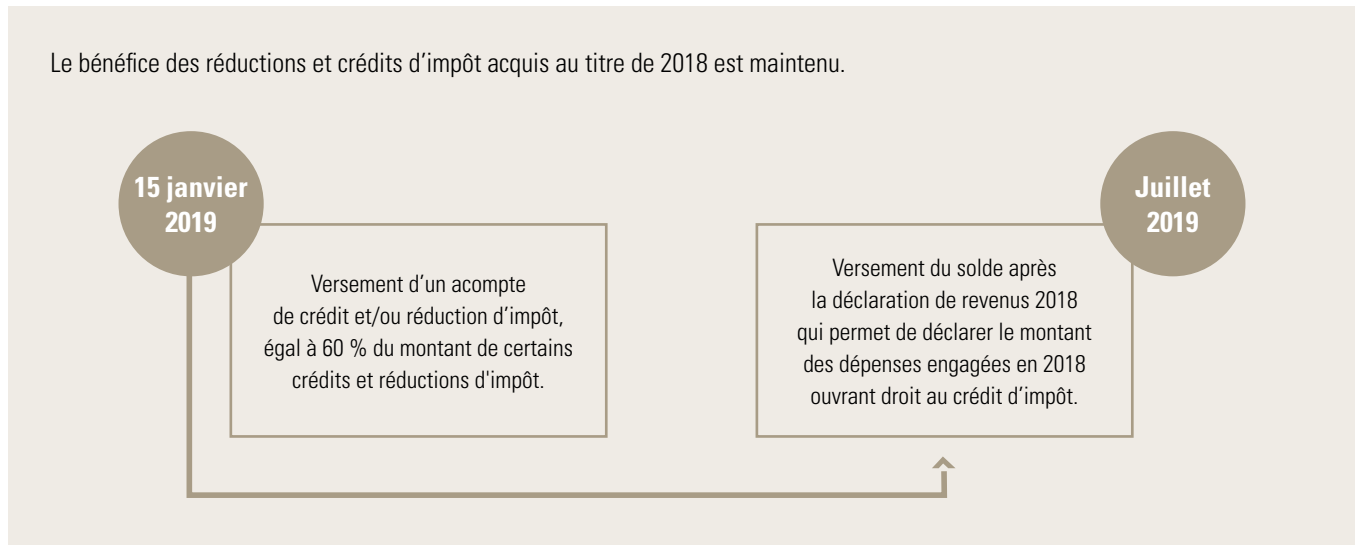 Le bénéfice des réductions et crédits d’impôt acquis au titre de 2018 est maintenu.
15 janvier
2019
Versement d’un acompte
de crédit et/ou réduction d’impôt,
égal à 60 % du montant de certains
crédits et réductions d'impôt.
Juillet
2019
Versement du solde après
la déclaration de revenus 2018
qui permet de déclarer le montant
des dépenses engagées en 2018
ouvrant droit au crédit d’impôt.